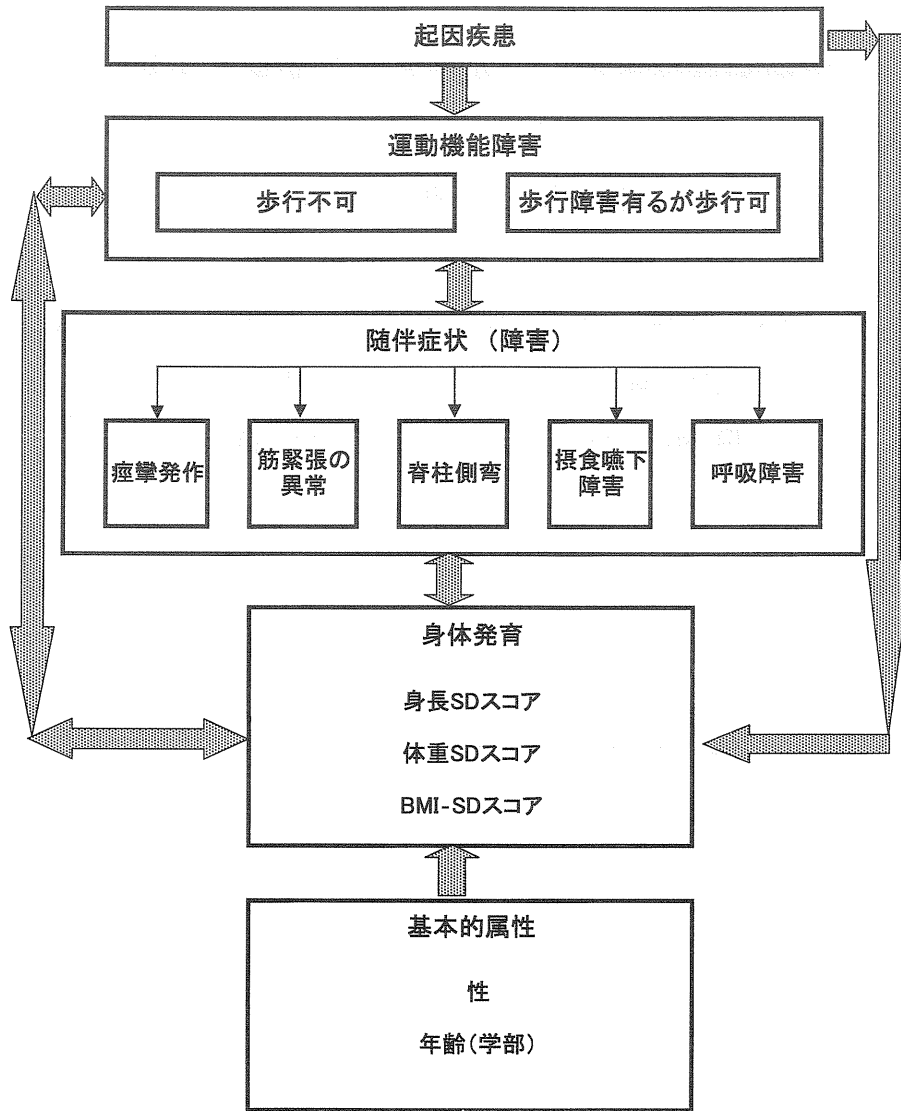 起因疾患
運動機能障害
歩行不可
歩行障害有るが歩行可
随伴症状 （障害）
痙攣発作
筋緊張の
異常
脊柱側弯
摂食嚥下
障害
呼吸障害
身体発育
身長SDスコア
体重SDスコア
BMI-SDスコア
基本的属性
性
年齢(学部)